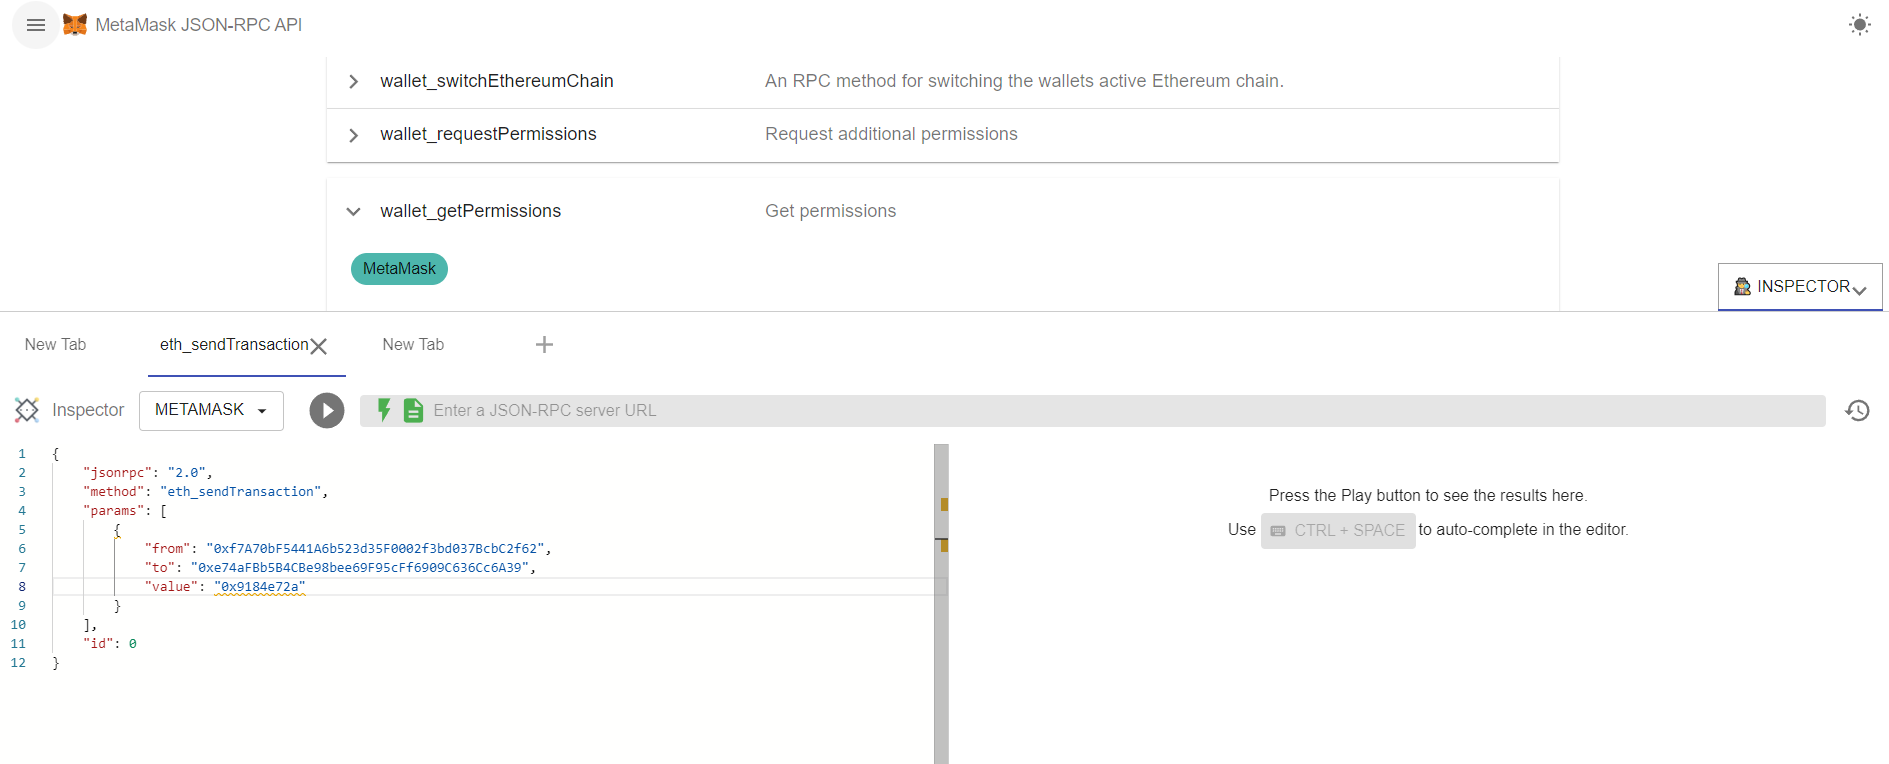 MetaMask JSON-RPC API
wallet_switchEthereumChain An RPC method for switching the wallets active Ethereum chain.
wallet_requestPermissions Request additional permissions
wallet_getPermissions Get permissions
MetaMask
INSPECTOR
New Tab eth_sendTransaction New Tab
Inspector METAMASK Enter a JSON-RPC server URL
1 {
2 "jsonrpc": "2.0",
3 "method": "eth_sendTransaction",
4 "params": [
5 {
6 "from": "0xf7A70bF5441A6b523d35F0002f3bd037BcbC2f62",
7 "to": "0xe74aFBb5B4CBe98bee69F95cFf6909C636Cc6A39",
8 "value": "0x9184e72a"
9 }
10 ],
11 "id": 0
12 }
Press the Play button to see the results here.
Use CTRL + SPACE to auto-complete in the editor.